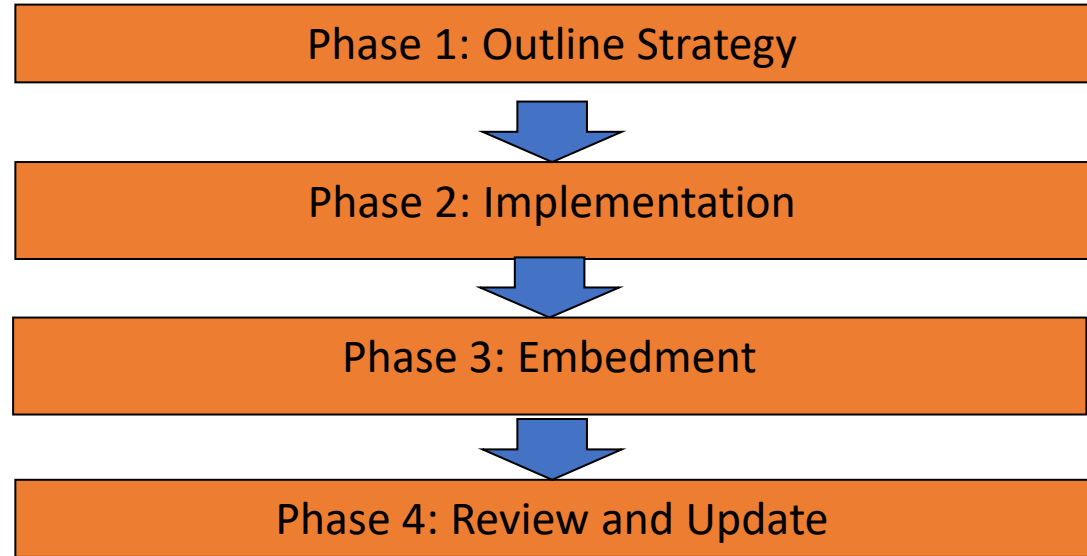 Phase 1: Outline Strategy
Phase 2: Implementation
Phase 3: Embedment
Phase 4: Review and Update